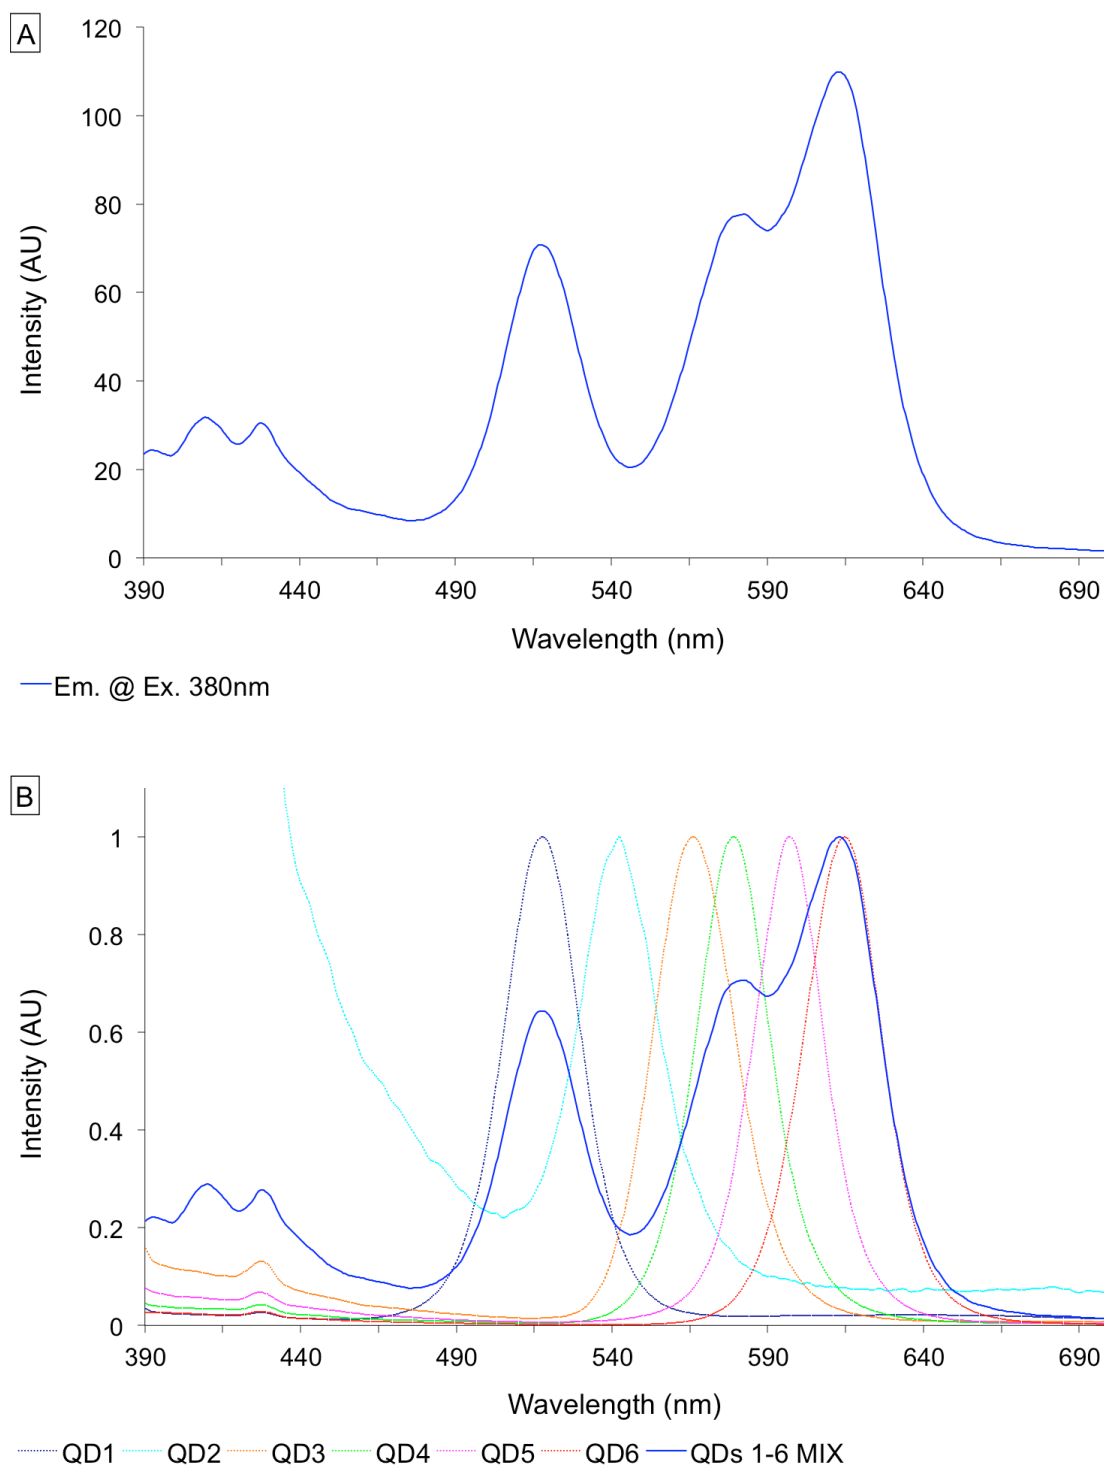 A
120
100
80
60
40
20
0
Intensity (AU)
390 440 490 540 590 640 690
Wavelength (nm)
Em. @ Ex. 380nm
B
1
0.8
0.6
0.4
0.2
0
Intensity (AU)
390 440 490 540 590 640 690
Wavelength (nm)
QD1 QD2 QD3 QD4 QD5 QD6 QDs 1-6 MIX